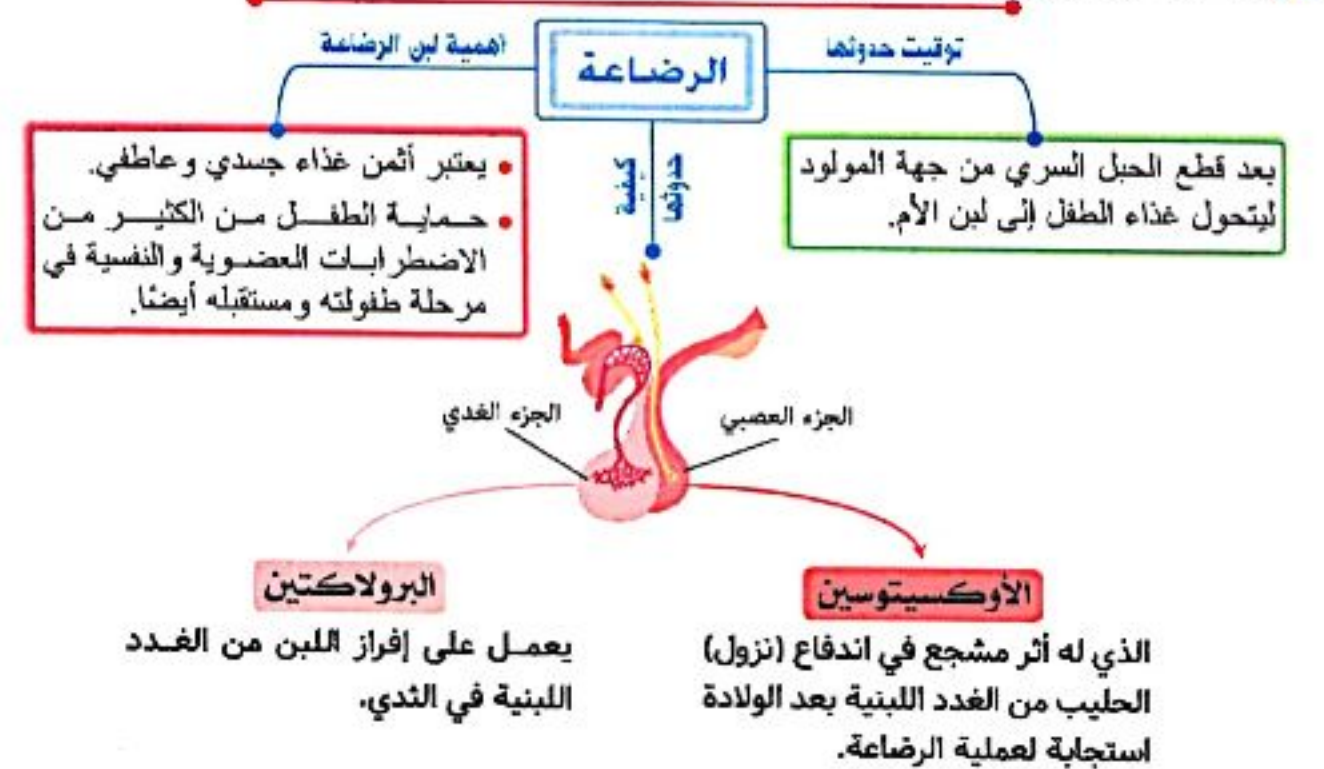 الرضاعة
توقيت حدوثها
بعد قطع الحبل السري من جهة المولود
ليتحول غذاء الطفل إلى لبن الأم.
أهمية لبن الرضاعة
• يعتبر أثمن غذاء جسدي وعاطفي.
• حماية الطفل من الكثير من
الاضطرابات العضوية والنفسية في
مرحلة طفولته ومستقبله أيضًا.
كيفية
حدوثها
الجزء العصبي
الجزء الغدي
الأوكسيتوسين
الذي له أثر مشجع في اندفاع (نزول)
الحليب من الغدد اللبنية بعد الولادة
استجابة لعملية الرضاعة.
البرولاكتين
يعمل على إفراز اللبن من الغدد
اللبنية في الثدي.